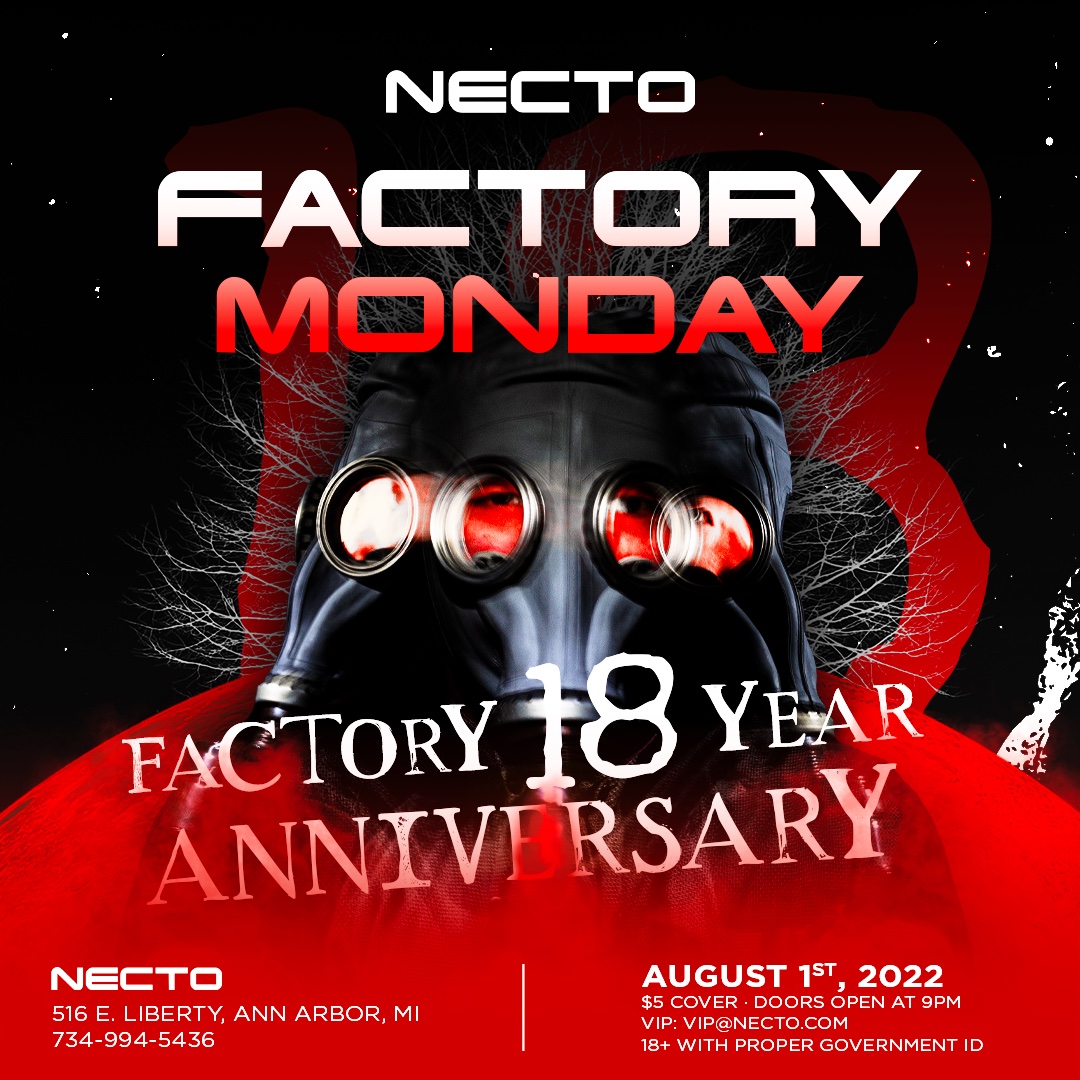 NECTO
FACTORY
MONDAY
FACTORY 18 YEAR
ANNIVERSARY
NECTO
516 E. LIBERTY, ANN ARBOR, MI
734-994-5436
AUGUST 1ST, 2022
$5 COVER · DOORS OPEN AT 9PM
VIP: VIP@NECTO.COM
18+ WITH PROPER GOVERNMENT ID